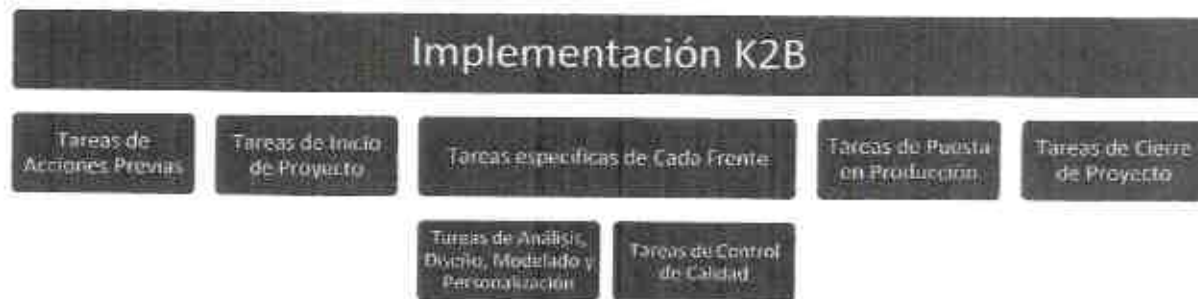 Implementación K2B
Tareas de
Acciones Previas
Tareas de Inicio
de Proyecto
Tareas específicas de Cada Frente
Tareas de Puesta
en Producción
Tareas de Cierre
de Proyecto
Tareas de Análisis,
Diseño, Modelado y
Personalización
Tareas de Control
de Calidad